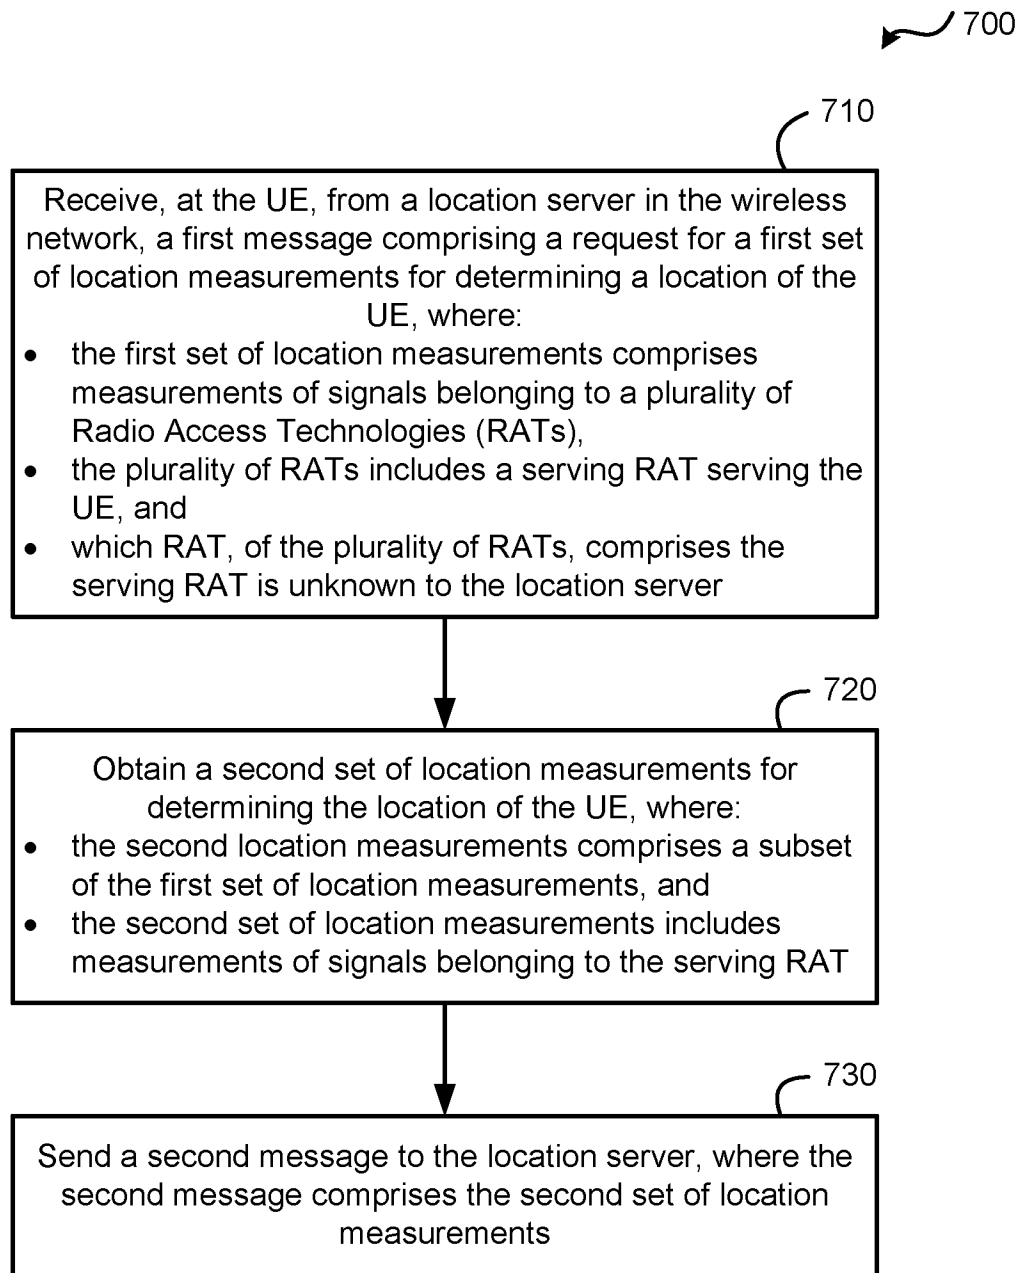 700
710
Receive, at the UE, from a location server in the wireless
network, a first message comprising a request for a first set
of location measurements for determining a location of the
UE, where:
• the first set of location measurements comprises
measurements of signals belonging to a plurality of
Radio Access Technologies (RATs),
• the plurality of RATs includes a serving RAT serving the
UE, and
• which RAT, of the plurality of RATs, comprises the
serving RAT is unknown to the location server
720
Obtain a second set of location measurements for
determining the location of the UE, where:
• the second location measurements comprises a subset
of the first set of location measurements, and
• the second set of location measurements includes
measurements of signals belonging to the serving RAT
730
Send a second message to the location server, where the
second message comprises the second set of location
measurements